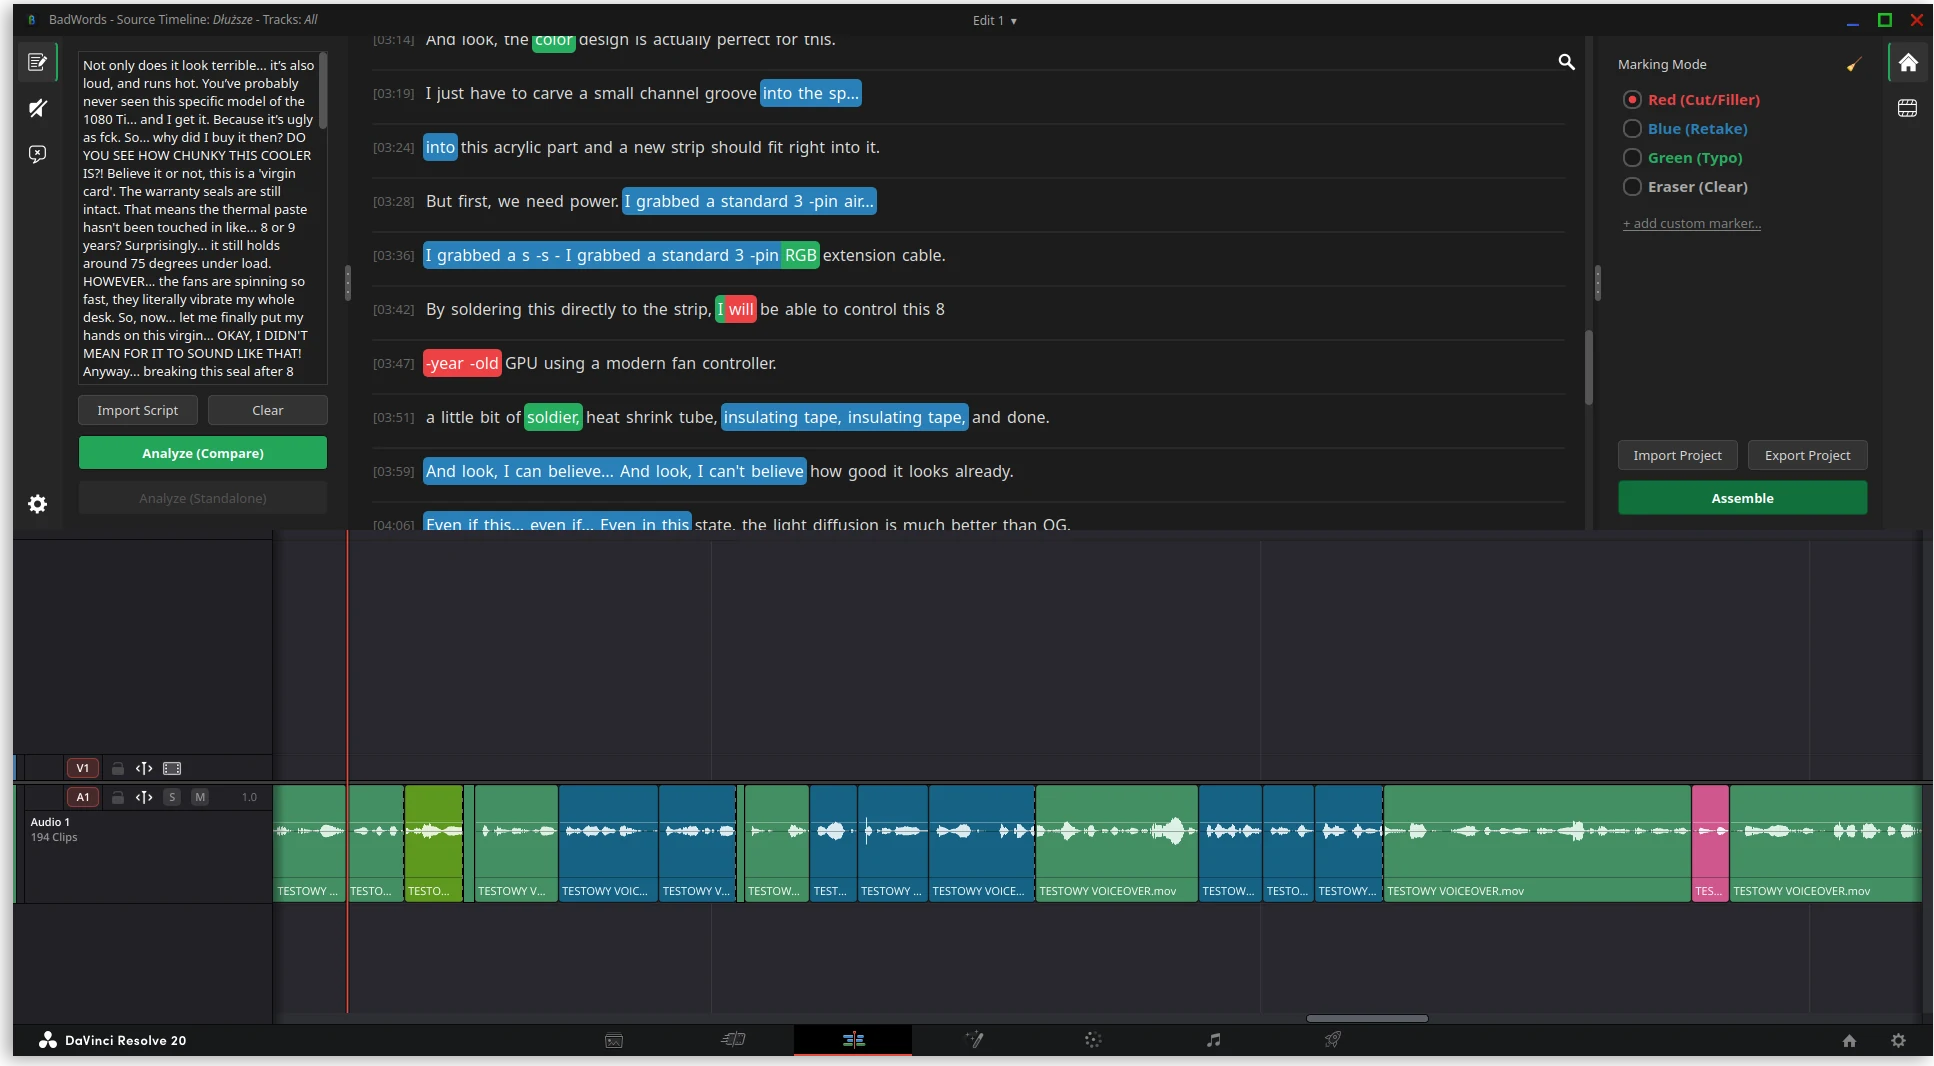 BadWords - Source Timeline: Dłuższe - Tracks: All
Edit 1
Not only does it look terrible... it's also
loud, and runs hot. You've probably
never seen this specific model of the
1080 Ti... and I get it. Because it's ugly
as fck. So... why did I buy it then? DO
YOU SEE HOW CHUNKY THIS COOLER
IS?! Believe it or not, this is a 'virgin
card'. The warranty seals are still
intact. That means the thermal paste
hasn't been touched in like... 8 or 9
years? Surprisingly... it still holds
around 75 degrees under load.
HOWEVER... the fans are spinning so
fast, they literally vibrate my whole
desk. So, now... let me finally put my
hands on this virgin... OKAY, I DIDN'T
MEAN FOR IT TO SOUND LIKE THAT!
Anyway... breaking this seal after 8
Import Script
Clear
Analyze (Compare)
Analyze (Standalone)
[03:14] And look, the color design is actually perfect for this.
[03:19] I just have to carve a small channel groove into the sp...
[03:24] into this acrylic part and a new strip should fit right into it.
[03:28] But first, we need power. I grabbed a standard 3 -pin air...
[03:36] I grabbed a s -s - I grabbed a standard 3 -pin RGB extension cable.
[03:42] By soldering this directly to the strip, I will be able to control this 8
[03:47] -year -old GPU using a modern fan controller.
[03:51] a little bit of soldier, heat shrink tube, insulating tape, insulating tape, and done.
[03:59] And look, I can believe... And look, I can't believe how good it looks already.
[04:06] Even if this... even if... Even in this state, the light diffusion is much better than OG.
Marking Mode
Red (Cut/Filler)
Blue (Retake)
Green (Typo)
Eraser (Clear)
+ add custom marker...
Import Project
Export Project
Assemble
V1
A1
S
M
1.0
Audio 1
194 Clips
TESTOWY ...
TESTO...
TESTO...
TESTOWY V...
TESTOWY VOIC...
TESTOWY V...
TESTOW...
TEST...
TESTOWY ...
TESTOWY VOICE...
TESTOWY VOICEOVER.mov
TESTOW...
TESTO...
TESTOWY...
TESTOWY VOICEOVER.mov
TES...
TESTOWY VOICEOVER.mov
DaVinci Resolve 20